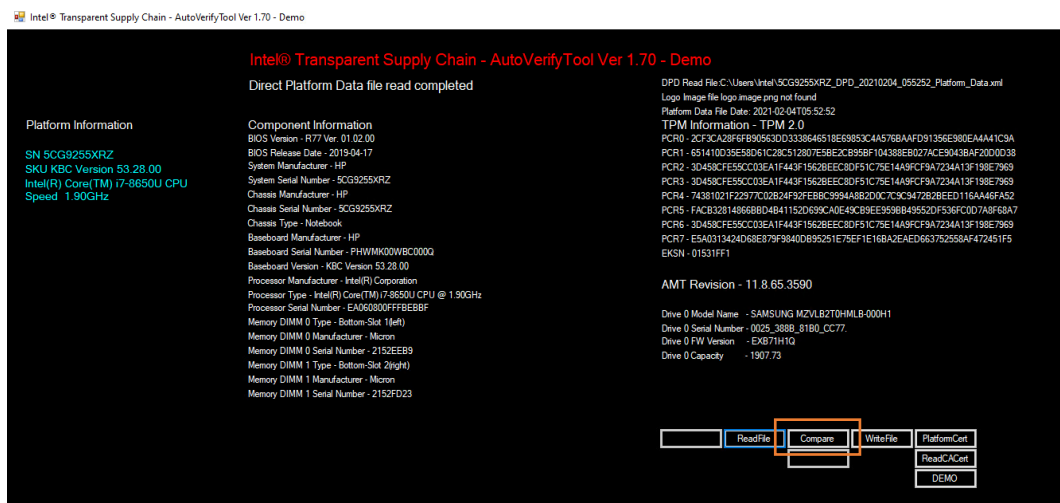 Intel® Transparent Supply Chain - AutoVerifyTool Ver 1.70 - Demo
Intel® Transparent Supply Chain - AutoVerifyTool Ver 1.70 - Demo
Direct Platform Data file read completed
Platform Information
SN 5CG9255XRZ
SKU KBC Version 53.28.00
Intel(R) Core(TM) i7-8650U CPU
Speed 1.90GHz
Component Information
BIOS Version - R77 Ver. 01.02.00
BIOS Release Date - 2019-04-17
System Manufacturer - HP
System Serial Number - 5CG9255XRZ
Chassis Manufacturer - HP
Chassis Serial Number - 5CG9255XRZ
Chassis Type - Notebook
Baseboard Manufacturer - HP
Baseboard Serial Number - PHWMK00WBC000Q
Baseboard Version - KBC Version 53.28.00
Processor Manufacturer - Intel(R) Corporation
Processor Type - Intel(R) Core(TM) i7-8650U CPU @ 1.90GHz
Processor Serial Number - EA060800FFFBEBBF
Memory DIMM 0 Type - Bottom-Slot 1(left)
Memory DIMM 0 Manufacturer - Micron
Memory DIMM 0 Serial Number - 2152EEB9
Memory DIMM 1 Type - Bottom-Slot 2(right)
Memory DIMM 1 Manufacturer - Micron
Memory DIMM 1 Serial Number - 2152FD23
DPD Read File:C:\Users\Intel\5CG9255XRZ_DPD_20210204_055252_Platform_Data.xml
Logo Image file logo.image.png not found
Platform Data File Date: 2021-02-04T05:52:52
TPM Information - TPM 2.0
PCR0 - 2CF3CA28F6FB90563DD3338646518E69853C4A576BAAFD91356E980EA4A41C9A
PCR1 - 651410D35E58D61C28C512807E5BE2CB95BF104388EB027ACE9043BAF20D0D38
PCR2 - 3D458CFE55CC03EA1F443F1562BEEC8DF51C75E14A9FCF9A7234A13F198E7969
PCR3 - 3D458CFE55CC03EA1F443F1562BEEC8DF51C75E14A9FCF9A7234A13F198E7969
PCR4 - 74381021F22977C02B24F92FEBBC9994A8B2D0C7C9C9472B2BEED116AA46FA52
PCR5 - FACB32814866BBD4B41152D699CA0E49CB9EE959BB49552DF536FC0D7A8F68A7
PCR6 - 3D458CFE55CC03EA1F443F1562BEEC8DF51C75E14A9FCF9A7234A13F198E7969
PCR7 - E5A0313424D68E879F9840DB95251E75EF1E16BA2EAED663752558AF472451F5
EKSN - 01531FF1
AMT Revision - 11.8.65.3590
Drive 0 Model Name - SAMSUNG MZVLB2T0HMLB-000H1
Drive 0 Serial Number - 0025_388B_81B0_CC77.
Drive 0 FW Version - EXB71H1Q
Drive 0 Capacity - 1907.73
ReadFile Compare WriteFile PlatformCert
ReadCACert
DEMO